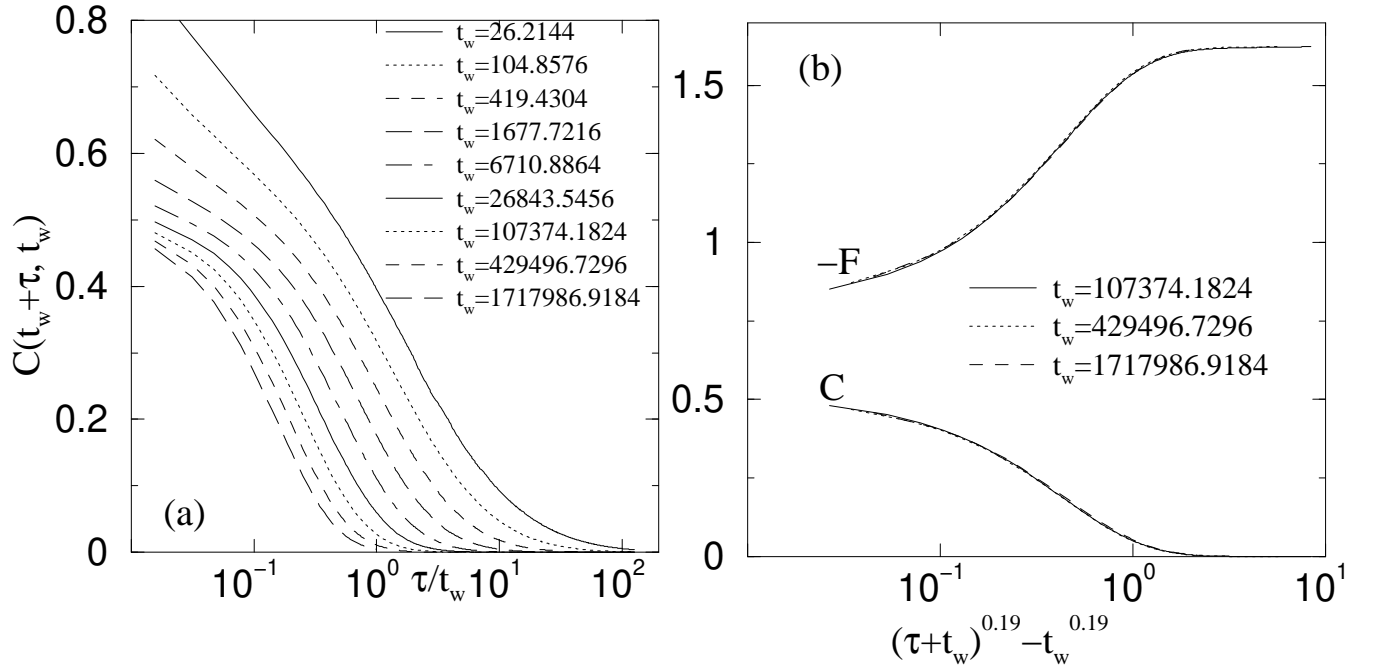 0.8
0.6
0.4
0.2
0
C(t_w+τ, t_w)
t_w=26.2144
t_w=104.8576
t_w=419.4304
t_w=1677.7216
t_w=6710.8864
t_w=26843.5456
t_w=107374.1824
t_w=429496.7296
t_w=1717986.9184
(a)
10^−1 10^0 τ/t_w 10^1 10^2
(b)
1.5
1
0.5
0
−F
t_w=107374.1824
t_w=429496.7296
t_w=1717986.9184
C
10^−1 10^0 10^1
(τ+t_w)^0.19−t_w^0.19